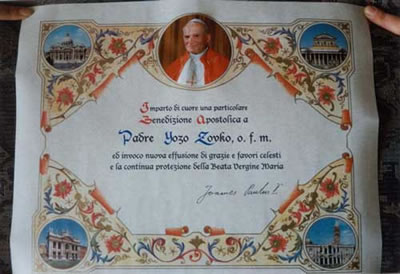 Imparto di cuore una particolare
Benedizione Apostolica a
Padre Yozo Zovko, o. f. m.
ed invoco nuova effusione di grazie e favori celesti
e la continua protezione della Beata Vergine Maria
Joannes Paulus II